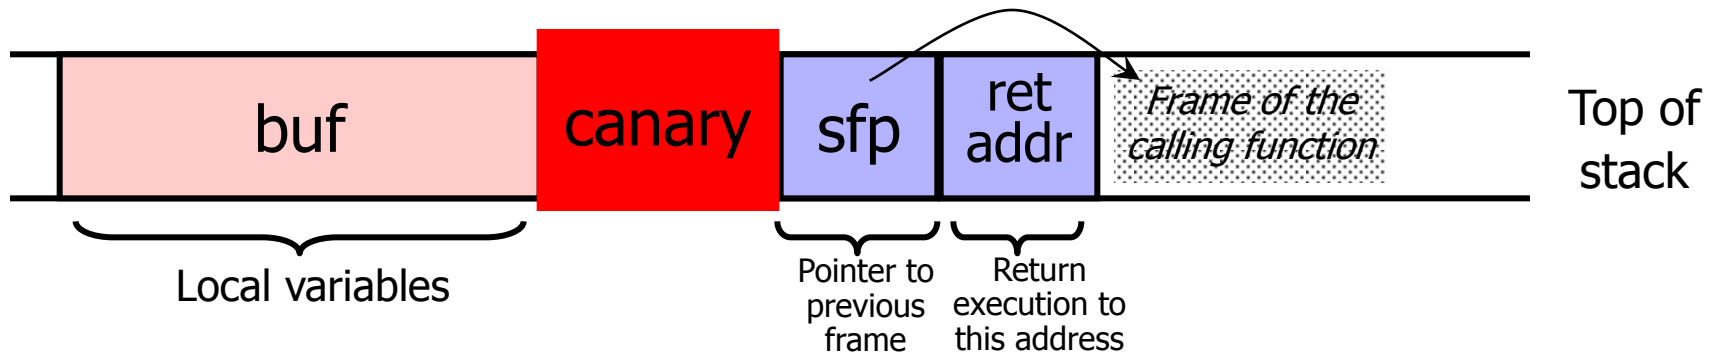 buf
canary
sfp
ret
addr
Frame of the
calling function
Top of
stack
Local variables
Pointer to
previous
frame
Return
execution to
this address